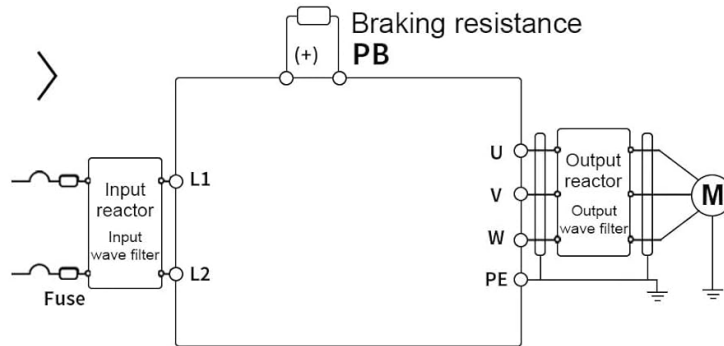 Braking resistance
(+) PB
L1
Input
reactor
Input
wave filter
L2
Fuse
U
V
W
PE
Output
reactor
Output
wave filter
M